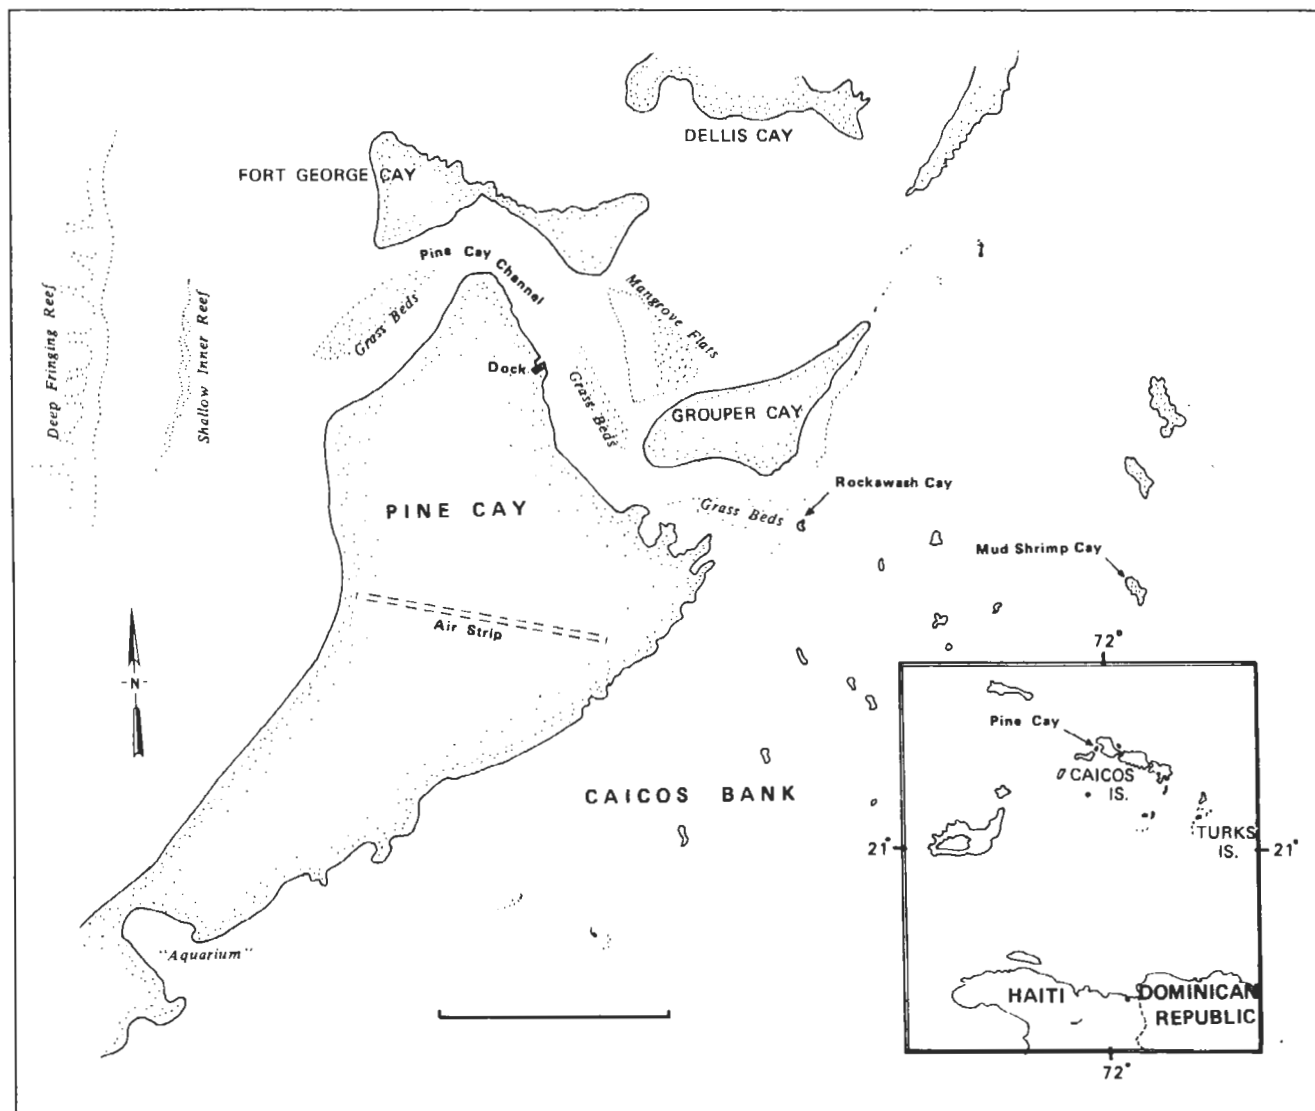 DELLIS CAY
FORT GEORGE CAY
Pine Cay Channel
Mangrove Flats
Grass Beds
Deep Fringing Reef
Shallow Inner Reef
Dock
Grass Beds
GROUPER CAY
Rockawash Cay
Grass Beds
PINE CAY
Mud Shrimp Cay
Air Strip
-N-
72°
Pine Cay
CAICOS
IS.
CAICOS BANK
TURKS
IS.
21°
21°
"Aquarium"
HAITI
DOMINICAN
REPUBLIC
72°